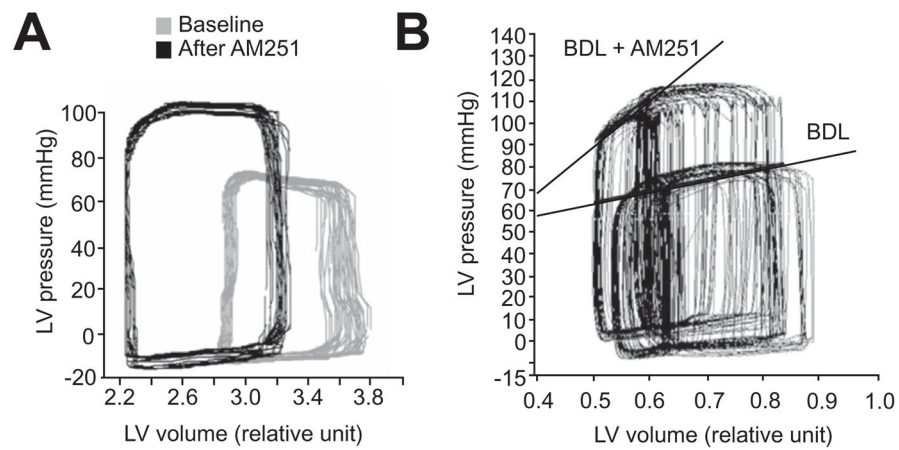 A
Baseline
After AM251
LV pressure (mmHg)
100
80
60
40
20
0
-20
2.2 2.6 3.0 3.4 3.8
LV volume (relative unit)
B
BDL + AM251
BDL
LV pressure (mmHg)
140
130
120
110
100
90
80
70
60
50
40
30
20
10
0
-15
0.4 0.5 0.6 0.7 0.8 0.9 1.0
LV volume (relative unit)